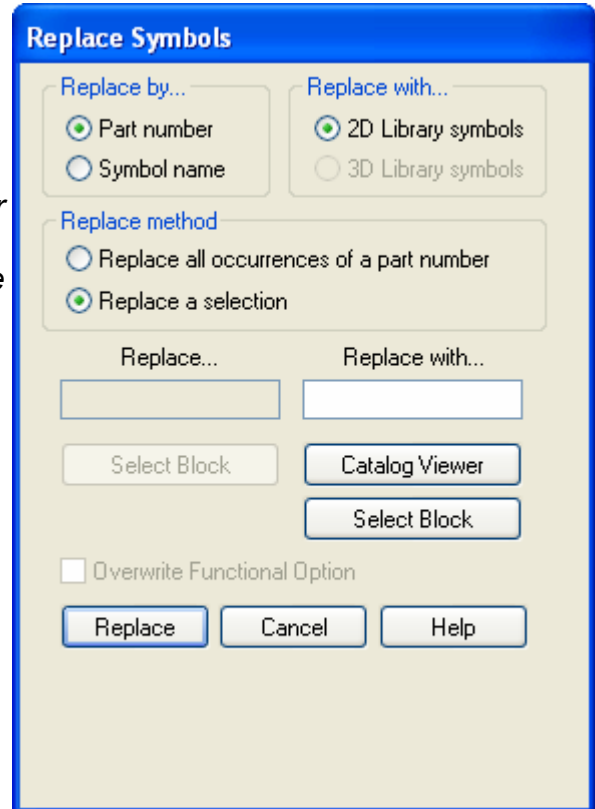 Replace Symbols
Replace by...
Replace with...
Part number
2D Library symbols
Symbol name
3D Library symbols
Replace method
Replace all occurrences of a part number
Replace a selection
Replace...
Replace with...
Select Block
Catalog Viewer
Select Block
Overwrite Functional Option
Replace
Cancel
Help